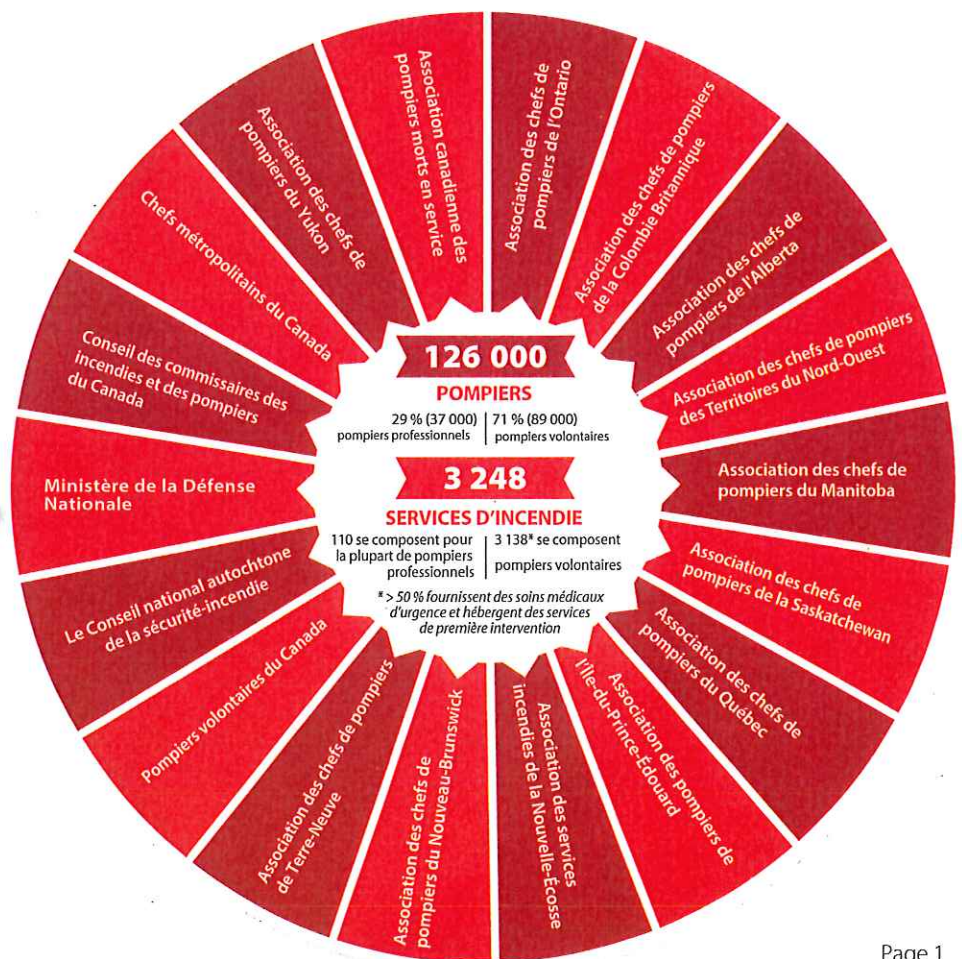 Association canadienne des
pompiers morts en service
Association des chefs de
pompiers de l'Ontario
Association des chefs de pompiers
de la Colombie Britannique
Association des chefs de
pompiers de l'Alberta
Association des chefs de pompiers
des Territoires du Nord-Ouest
Association des chefs de
pompiers du Manitoba
Association des chefs de
pompiers de la Saskatchewan
Association des chefs de
pompiers du Québec
Association des pompiers de
l'Île-du-Prince-Édouard
Association des services
incendies de la Nouvelle-Écosse
Association des chefs de
pompiers du Nouveau-Brunswick
Association des chefs de pompiers
de Terre-Neuve
Pompiers volontaires du Canada
Le Conseil national autochtone
de la sécurité-incendie
Ministère de la Défense
Nationale
Conseil des commissaires des
incendies et des pompiers
du Canada
Chefs métropolitains du Canada
Association des chefs de
pompiers du Yukon
126 000
POMPIERS
29 % (37 000)
pompiers professionnels
71 % (89 000)
pompiers volontaires
3 248
SERVICES D'INCENDIE
110 se composent pour
la plupart de pompiers
professionnels
3 138* se composent
pompiers volontaires
* > 50 % fournissent des soins médicaux
d'urgence et hébergent des services
de première intervention
Page 1